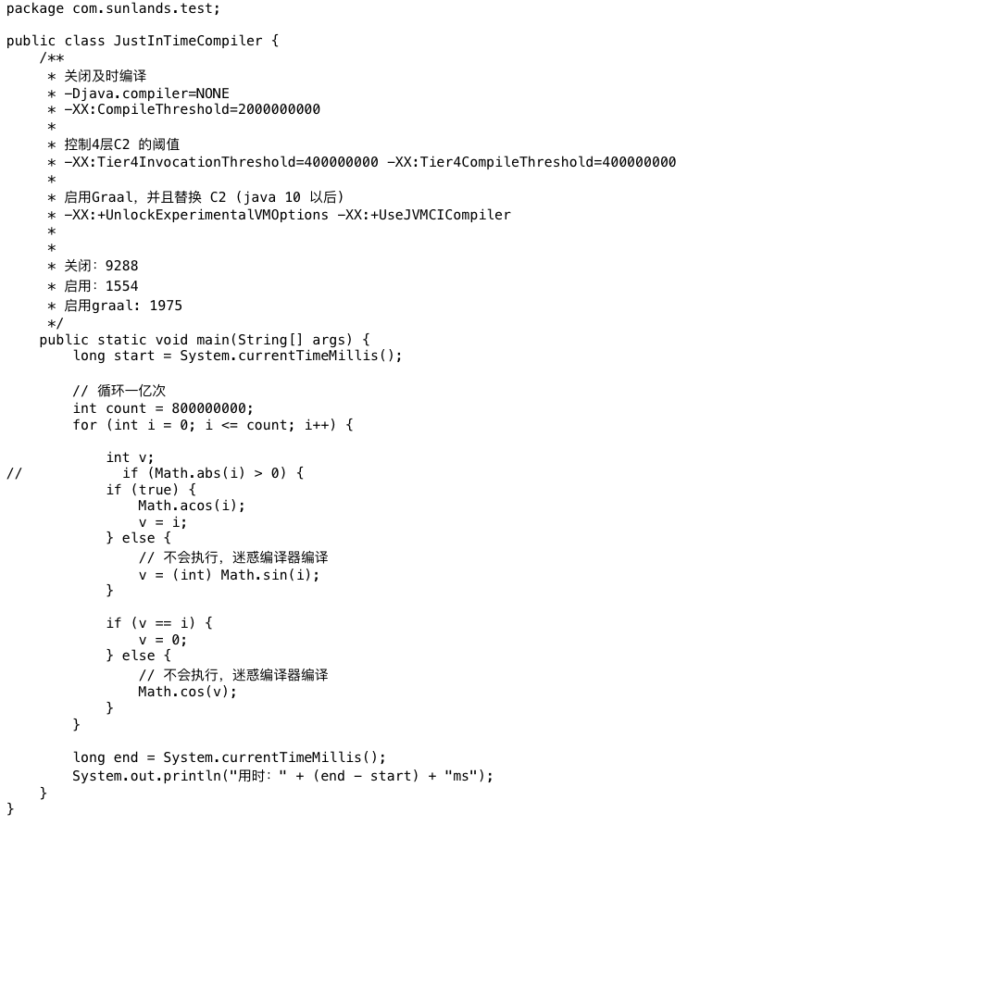 package com.sunlands.test;

public class JustInTimeCompiler {
    /**
     * 关闭及时编译
     * -Djava.compiler=NONE
     * -XX:CompileThreshold=2000000000
     *
     * 控制4层C2 的阈值
     * -XX:Tier4InvocationThreshold=400000000 -XX:Tier4CompileThreshold=400000000
     *
     * 启用Graal，并且替换 C2 (java 10 以后)
     * -XX:+UnlockExperimentalVMOptions -XX:+UseJVMCICompiler
     *
     *
     * 关闭：9288
     * 启用：1554
     * 启用graal: 1975
     */
    public static void main(String[] args) {
        long start = System.currentTimeMillis();

        // 循环一亿次
        int count = 800000000;
        for (int i = 0; i <= count; i++) {

            int v;
//            if (Math.abs(i) > 0) {
            if (true) {
                Math.acos(i);
                v = i;
            } else {
                // 不会执行，迷惑编译器编译
                v = (int) Math.sin(i);
            }

            if (v == i) {
                v = 0;
            } else {
                // 不会执行，迷惑编译器编译
                Math.cos(v);
            }
        }

        long end = System.currentTimeMillis();
        System.out.println("用时：" + (end - start) + "ms");
    }
}